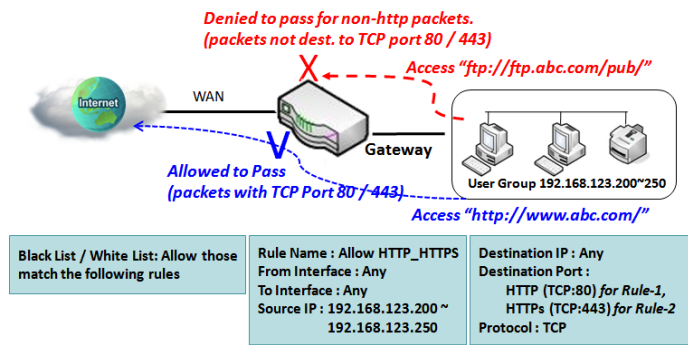 Denied to pass for non-http packets.
(packets not dest. to TCP port 80 / 443)
Access “ftp://ftp.abc.com/pub/”
X
Internet
WAN
Gateway
V
Allowed to Pass
(packets with TCP Port 80 / 443)
User Group 192.168.123.200~250
Access “http://www.abc.com/”
Black List / White List: Allow those
match the following rules
Rule Name : Allow HTTP_HTTPS
From Interface : Any
To Interface : Any
Source IP : 192.168.123.200 ~
192.168.123.250
Destination IP : Any
Destination Port :
HTTP (TCP:80) for Rule-1,
HTTPs (TCP:443) for Rule-2
Protocol : TCP